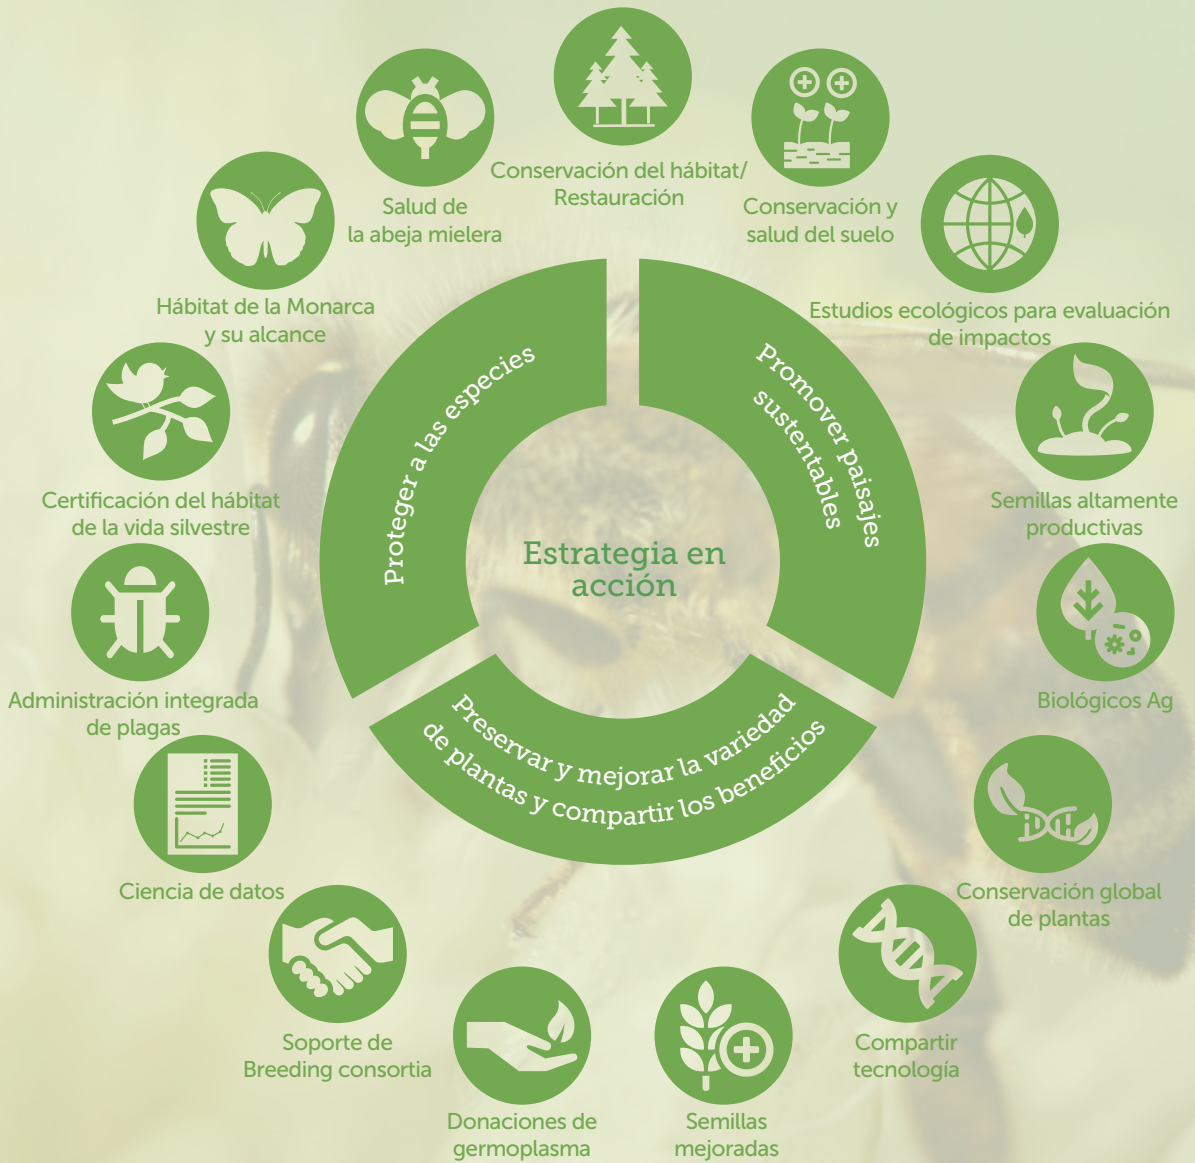 Conservación del hábitat/
Restauración
Salud de
la abeja mielera
Conservación y
salud del suelo
Hábitat de la Monarca
y su alcance
Estudios ecológicos para evaluación
de impactos
Certificación del hábitat
de la vida silvestre
Semillas altamente
productivas
Proteger a las especies
Promover paisajes
sustentables
Estrategia en
acción
Preservar y mejorar la variedad
de plantas y compartir los beneficios
Administración integrada
de plagas
Biológicos Ag
Ciencia de datos
Conservación global
de plantas
Soporte de
Breeding consortia
Compartir
tecnología
Donaciones de
germoplasma
Semillas
mejoradas